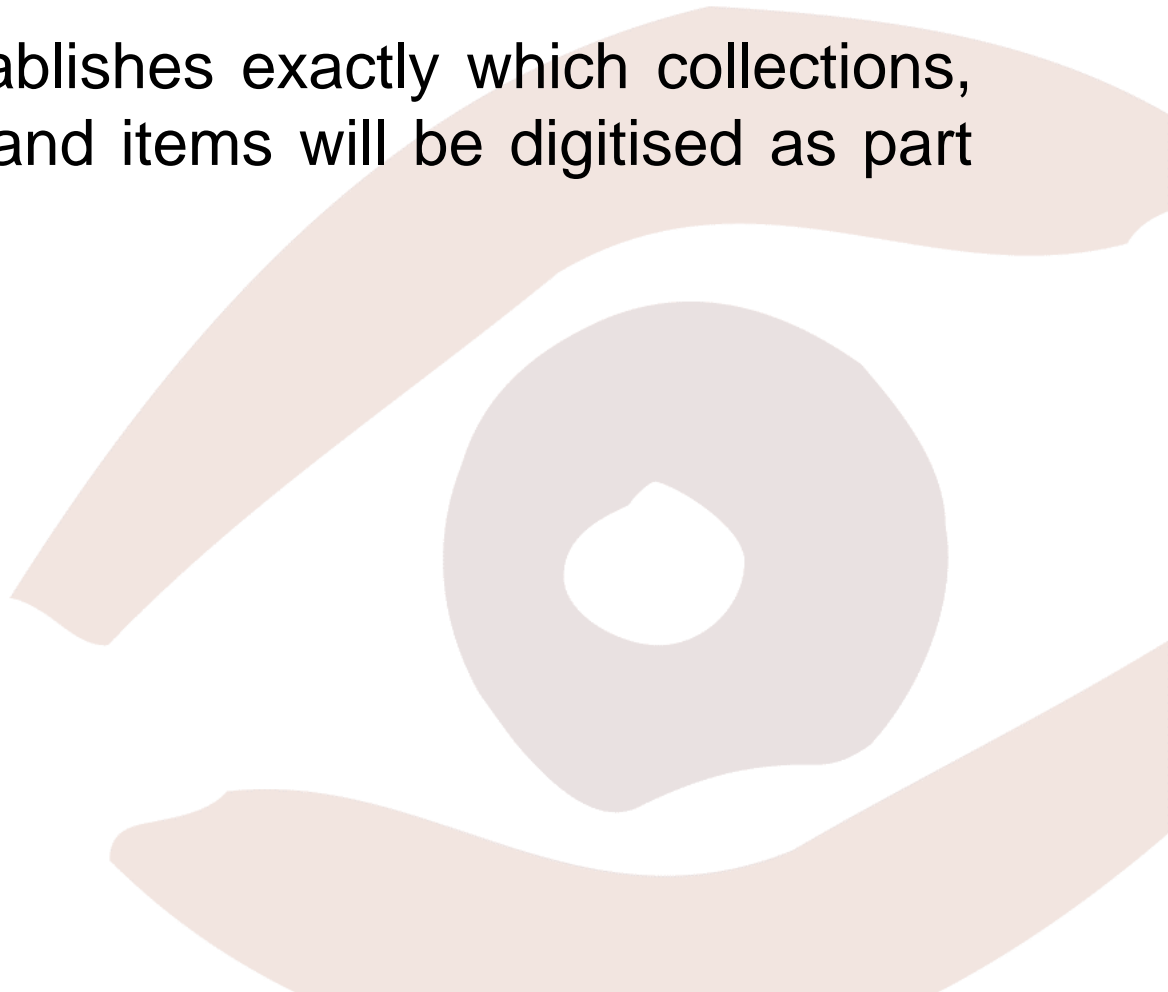 ablishes exactly which collections,
and items will be digitised as part